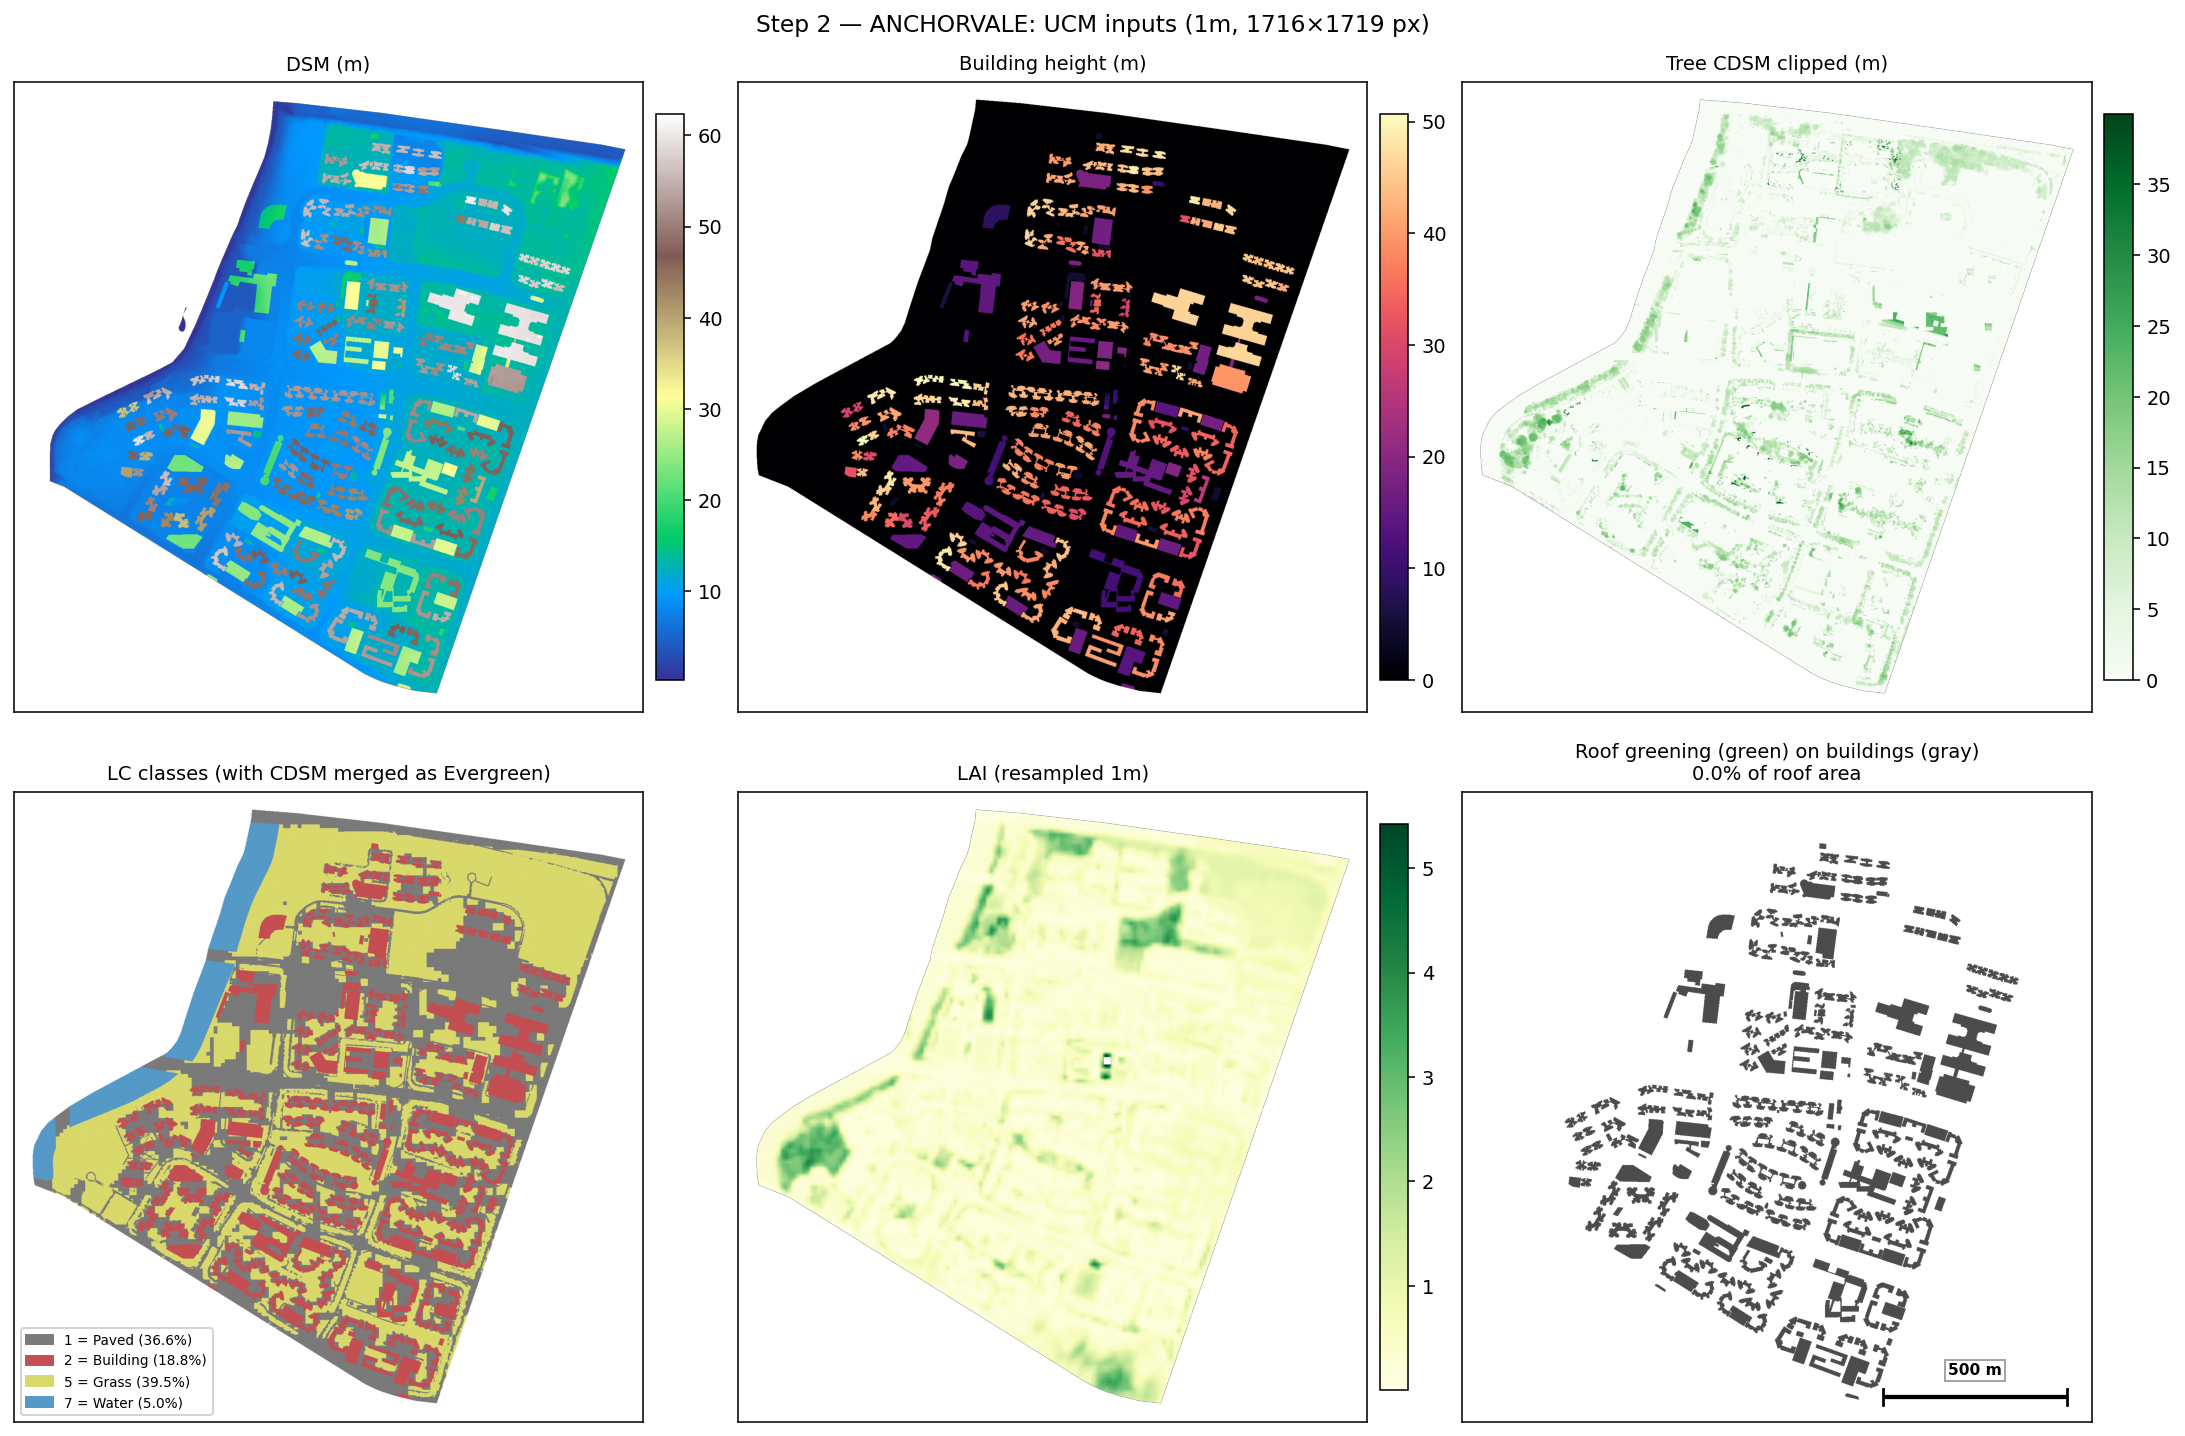 Step 2 — ANCHORVALE: UCM inputs (1m, 1716×1719 px)
DSM (m)
60
50
40
30
20
10
Building height (m)
50
40
30
20
10
0
Tree CDSM clipped (m)
35
30
25
20
15
10
5
0
LC classes (with CDSM merged as Evergreen)
1 = Paved (36.6%)
2 = Building (18.8%)
5 = Grass (39.5%)
7 = Water (5.0%)
LAI (resampled 1m)
5
4
3
2
1
Roof greening (green) on buildings (gray)
0.0% of roof area
500 m